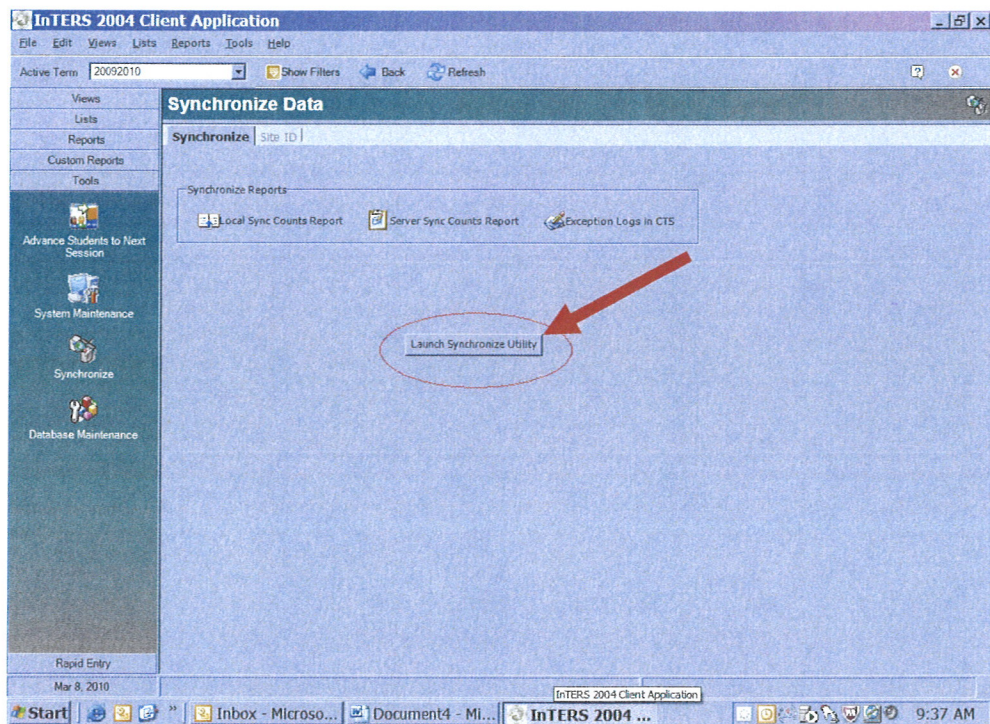 InTERS 2004 Client Application
File Edit Views Lists Reports Tools Help
Active Term 20092010 Show Filters Back Refresh
Views
Lists
Reports
Custom Reports
Tools
Advance Students to Next
Session
System Maintenance
Synchronize
Database Maintenance
Rapid Entry
Mar 8, 2010
Synchronize Data
Synchronize Site ID
Synchronize Reports
Local Sync Counts Report Server Sync Counts Report Exception Logs in CTS
Launch Synchronize Utility
InTERS 2004 Client Application
Start " Inbox - Microso... Document4 - Mi... InTERS 2004 ... 9:37 AM